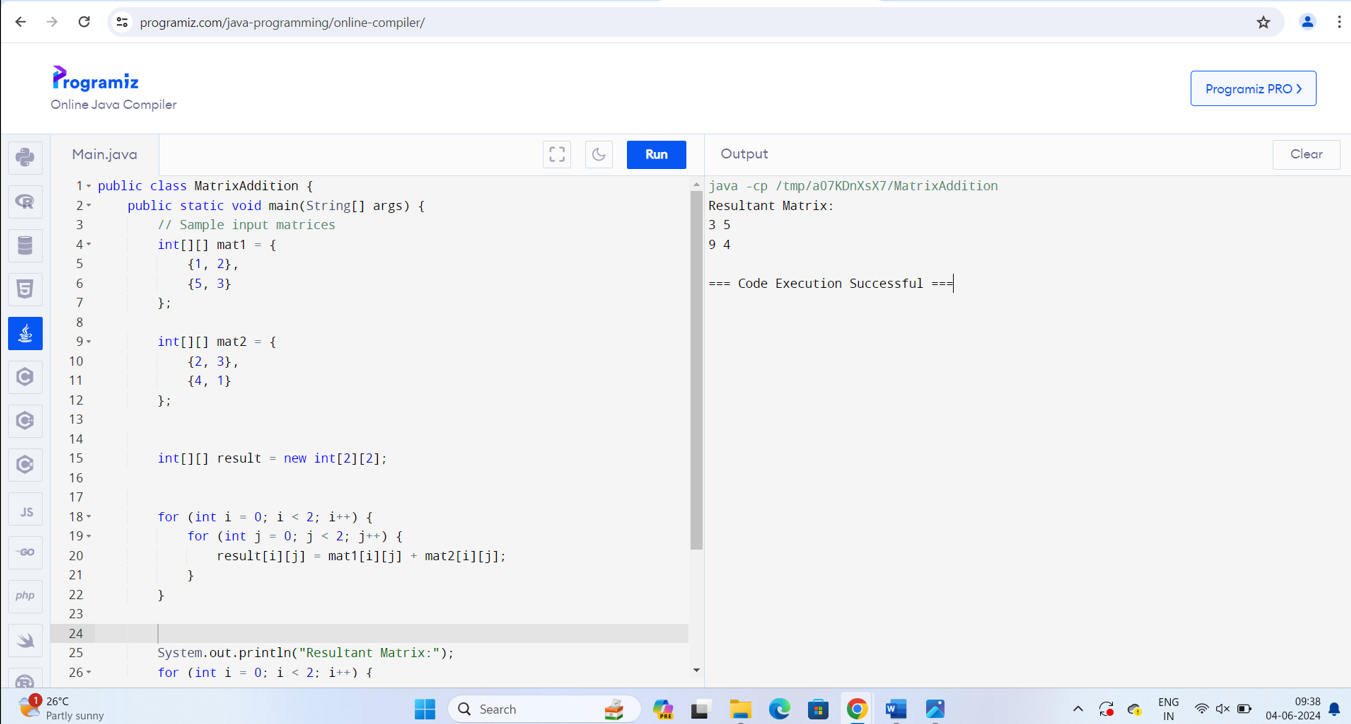 programiz.com/java-programming/online-compiler/
Programiz
Online Java Compiler
Programiz PRO >
Main.java
Run
Output
Clear
1 public class MatrixAddition {
2 public static void main(String[] args) {
3 // Sample input matrices
4 int[][] mat1 = {
5 {1, 2},
6 {5, 3}
7 };
8
9 int[][] mat2 = {
10 {2, 3},
11 {4, 1}
12 };
13
14
15 int[][] result = new int[2][2];
16
17
18 for (int i = 0; i < 2; i++) {
19 for (int j = 0; j < 2; j++) {
20 result[i][j] = mat1[i][j] + mat2[i][j];
21 }
22 }
23
24
25 System.out.println("Resultant Matrix:");
26 for (int i = 0; i < 2; i++) {
java -cp /tmp/aO7KDnXsX7/MatrixAddition
Resultant Matrix:
3 5
9 4
=== Code Execution Successful ===
R
5
C
C
C
JS
GO
php
1
26°C
Partly sunny
Search
PRE
W
ENG
IN
09:38
04-06-2024